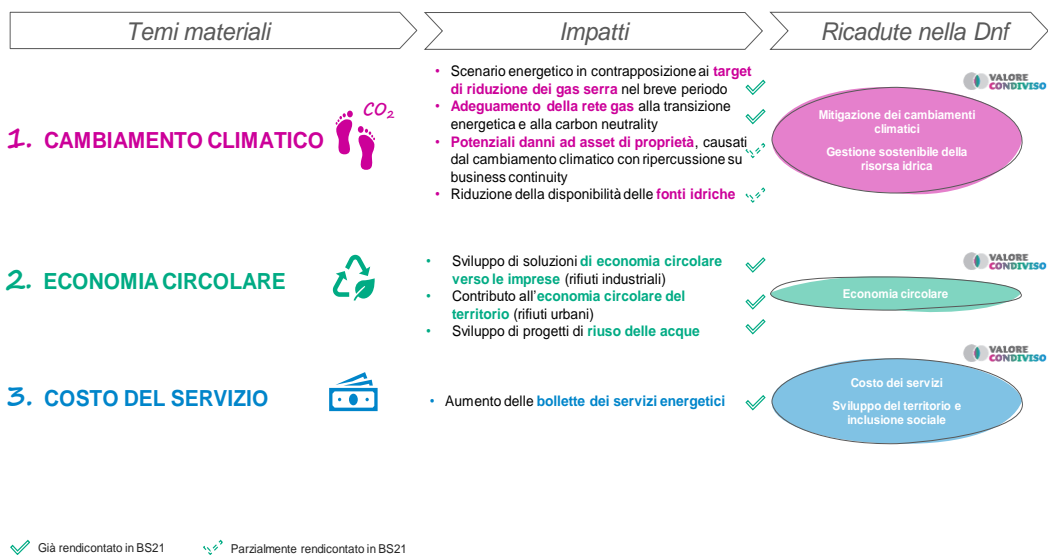 Temi materiali
Impatti
Ricadute nella Dnf
1. CAMBIAMENTO CLIMATICO
CO₂
• Scenario energetico in contrapposizione ai target
di riduzione dei gas serra nel breve periodo
• Adeguamento della rete gas alla transizione
energetica e alla carbon neutrality
• Potenziali danni ad asset di proprietà, causati
dal cambiamento climatico con ripercussione su
business continuity
• Riduzione della disponibilità delle fonti idriche
VALORE
CONDIVISO
Mitigazione dei cambiamenti
climatici
Gestione sostenibile della
risorsa idrica
2. ECONOMIA CIRCOLARE
• Sviluppo di soluzioni di economia circolare
verso le imprese (rifiuti industriali)
• Contributo all'economia circolare del
territorio (rifiuti urbani)
• Sviluppo di progetti di riuso delle acque
VALORE
CONDIVISO
Economia circolare
3. COSTO DEL SERVIZIO
• Aumento delle bollette dei servizi energetici
VALORE
CONDIVISO
Costo dei servizi
Sviluppo del territorio e
inclusione sociale
Già rendicontato in BS21
Parzialmente rendicontato in BS21